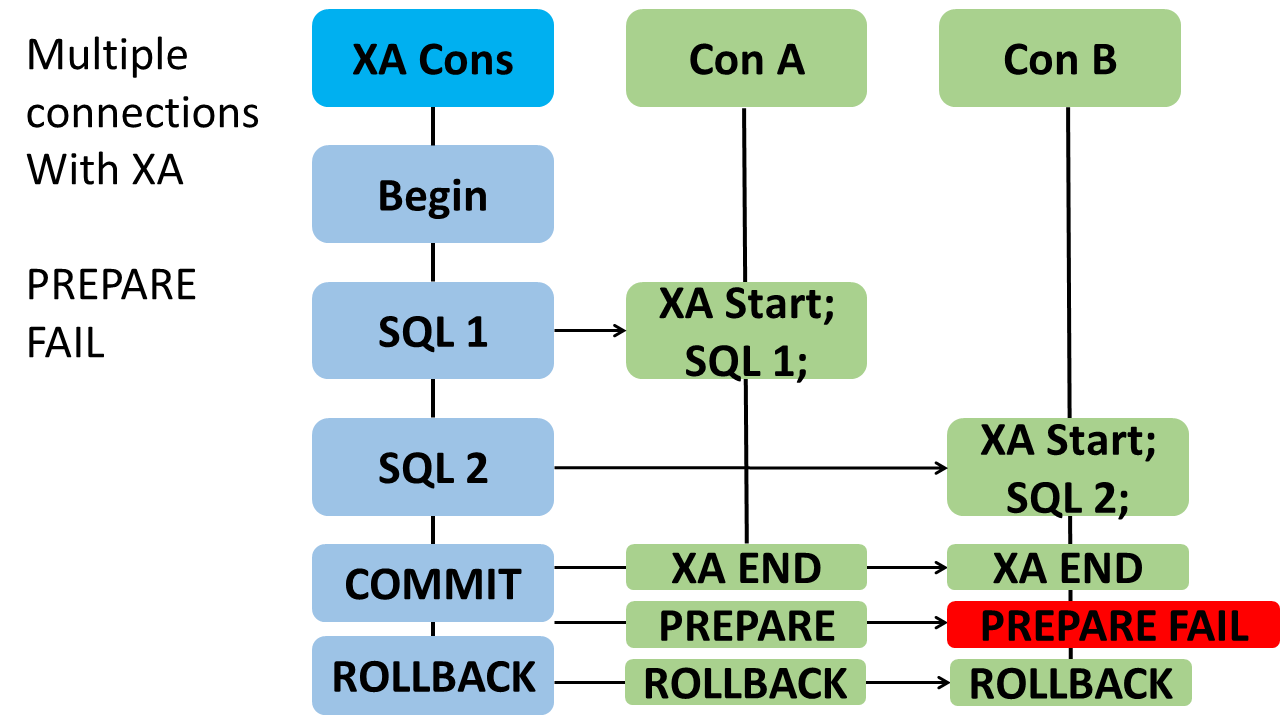 Multiple
connections
With XA
PREPARE
FAIL
XA Cons
Con A
Con B
Begin
SQL 1
XA Start;
SQL 1;
SQL 2
XA Start;
SQL 2;
COMMIT
XA END
XA END
PREPARE
PREPARE FAIL
ROLLBACK
ROLLBACK
ROLLBACK